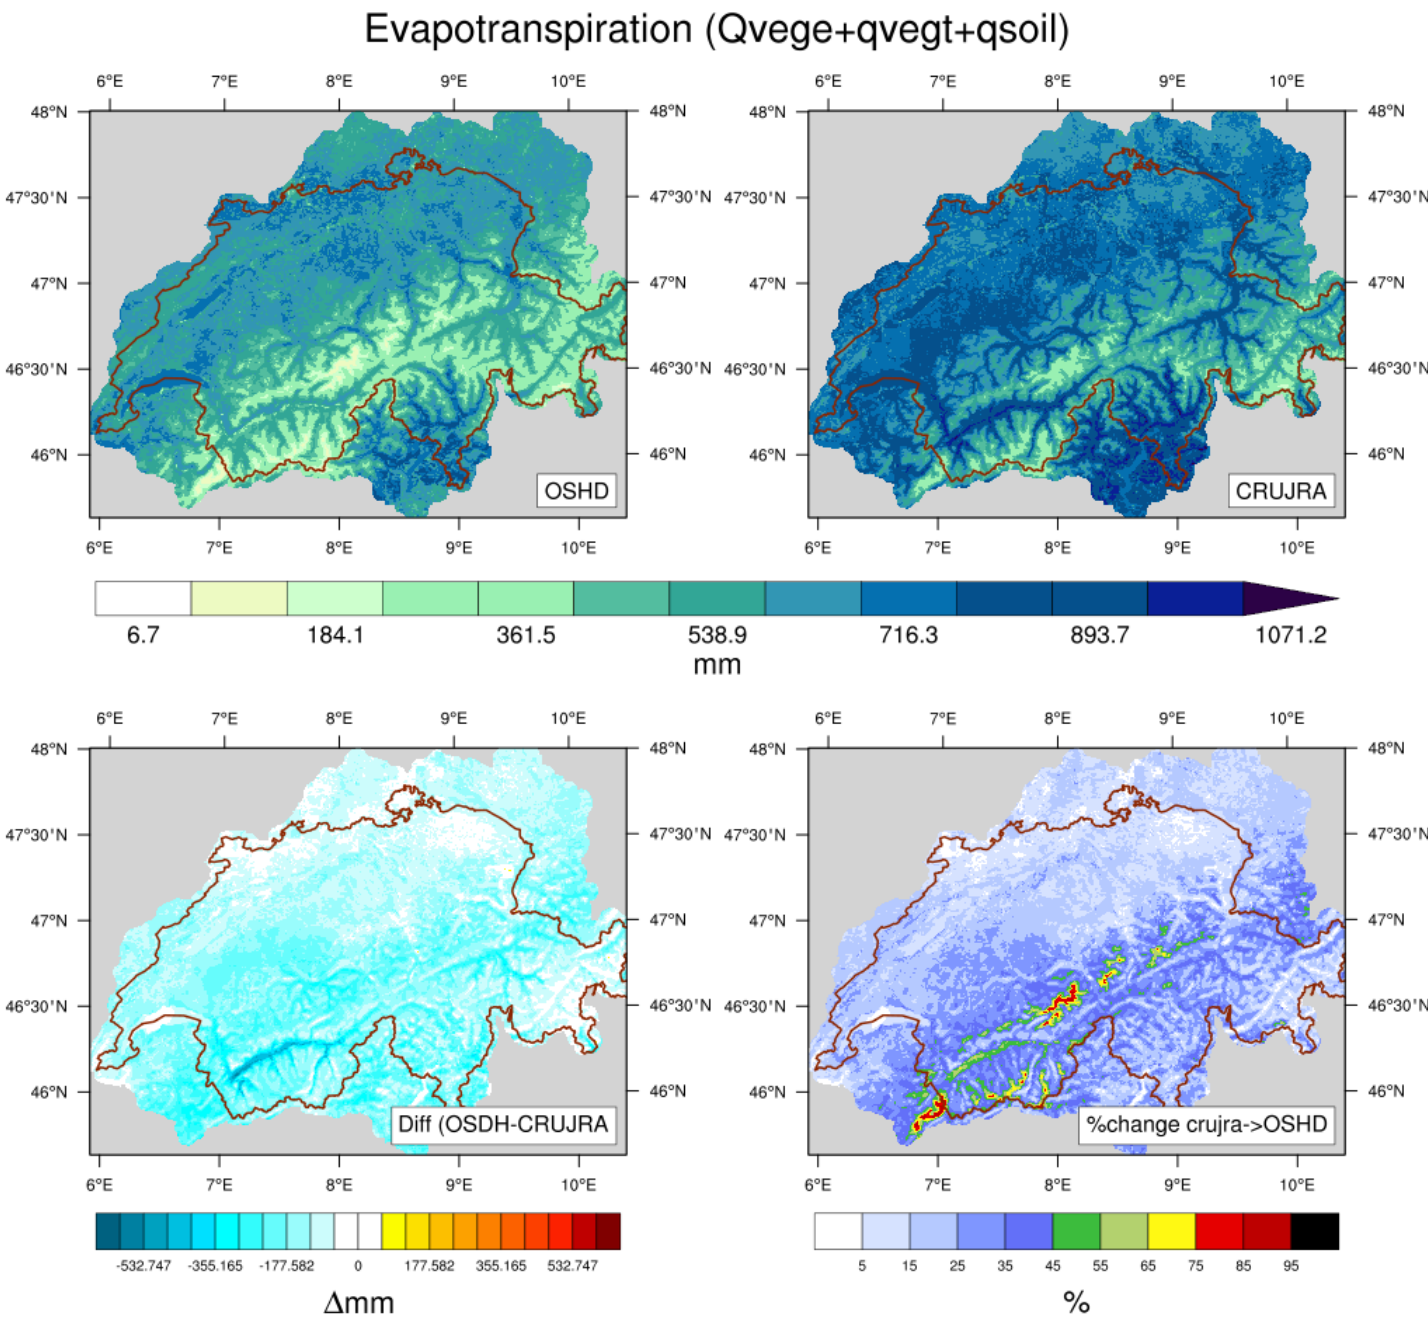 Evapotranspiration (Qvege+qvegt+qsoil)
6°E 7°E 8°E 9°E 10°E 6°E 7°E 8°E 9°E 10°E
48°N 48°N 48°N
47°30'N 47°30'N 47°30'N 47°30'N
47°N 47°N 47°N 47°N
46°30'N 46°30'N 46°30'N 46°30'N
46°N 46°N 46°N 46°N
OSHD CRUJRA
6°E 7°E 8°E 9°E 10°E 6°E 7°E 8°E 9°E 10°E
6.7 184.1 361.5 538.9 716.3 893.7 1071.2
mm
6°E 7°E 8°E 9°E 10°E 6°E 7°E 8°E 9°E 10°E
48°N 48°N 48°N 48°N
47°30'N 47°30'N 47°30'N 47°30'N
47°N 47°N 47°N 47°N
46°30'N 46°30'N 46°30'N 46°30'N
46°N 46°N 46°N 46°N
Diff (OSDH-CRUJRA %change crujra->OSHD
6°E 7°E 8°E 9°E 10°E 6°E 7°E 8°E 9°E 10°E
-532.747 -355.165 -177.582 0 177.582 355.165 532.747 5 15 25 35 45 55 65 75 85 95
Δmm %